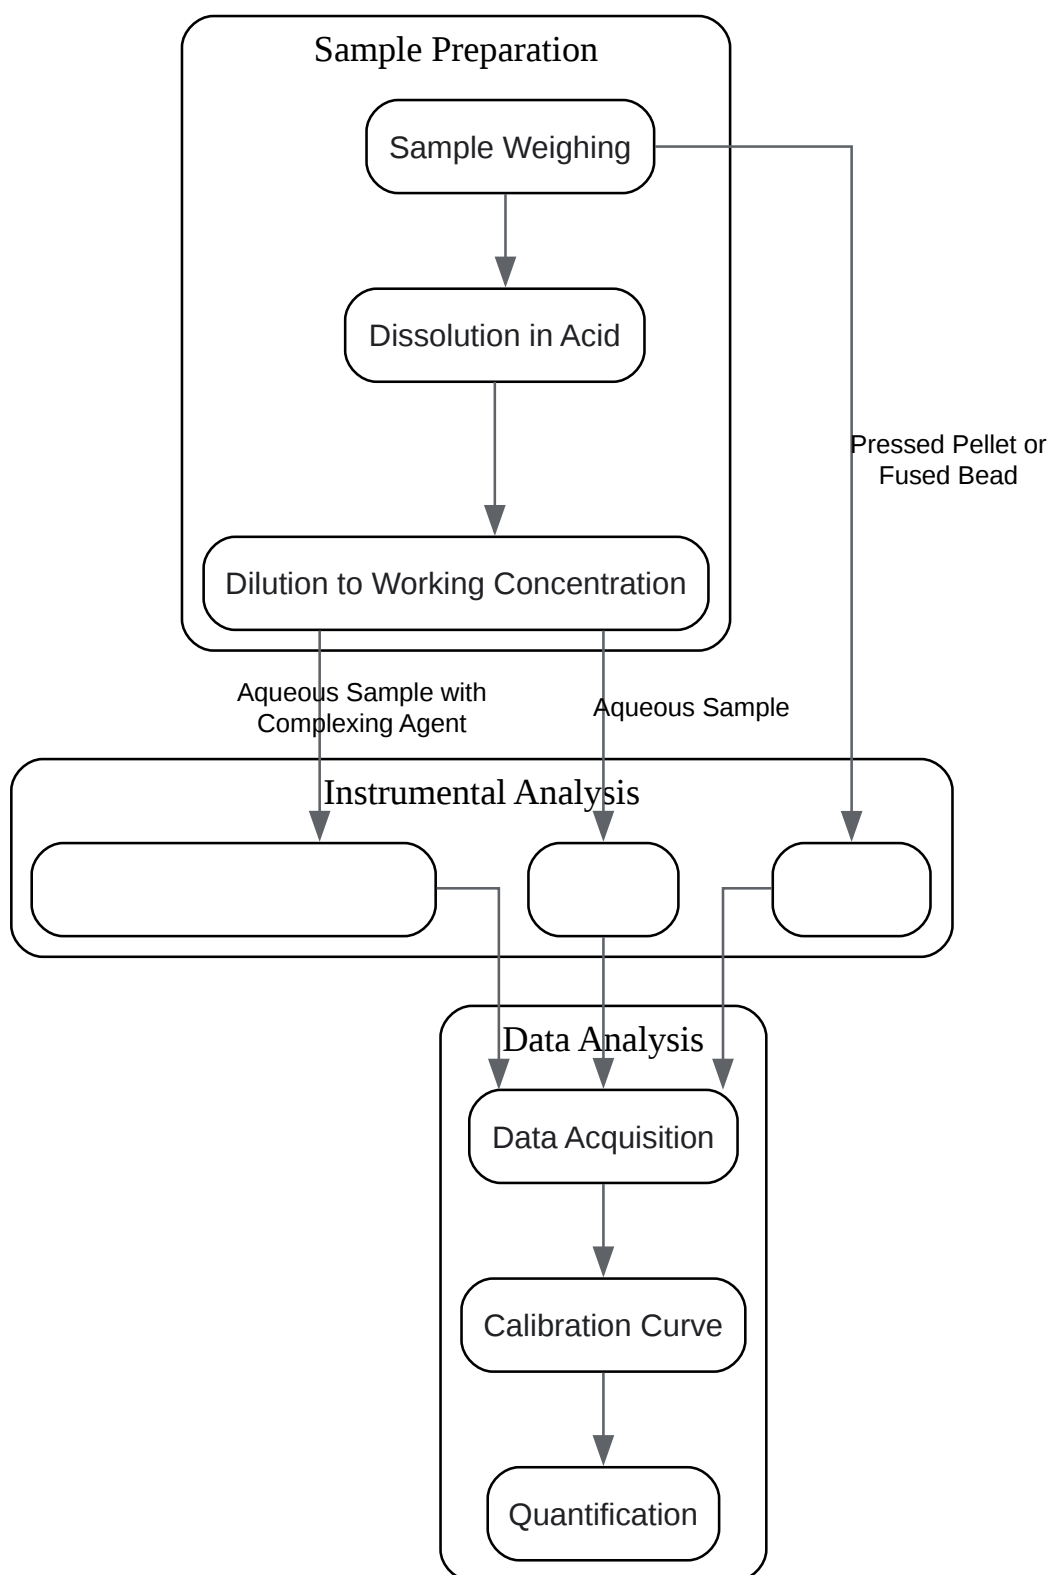 Sample Preparation
Sample Weighing
Dissolution in Acid
Pressed Pellet or
Fused Bead
Dilution to Working Concentration
Aqueous Sample with
Complexing Agent
Aqueous Sample
Instrumental Analysis
Data Analysis
Data Acquisition
Calibration Curve
Quantification